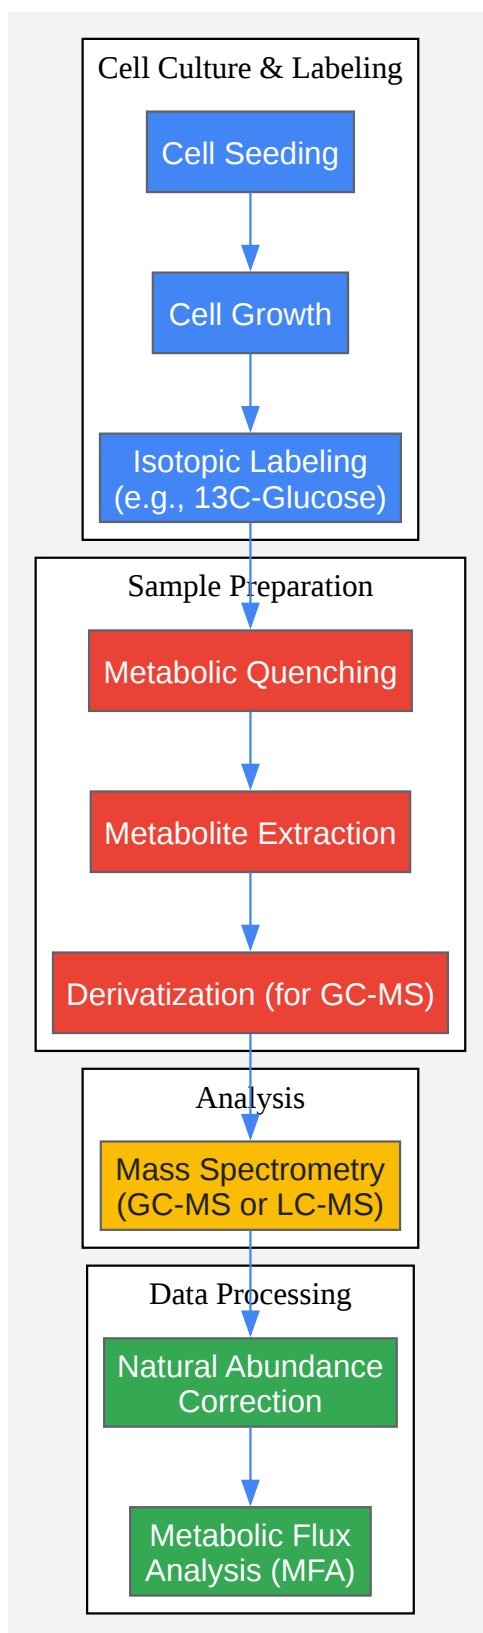 Cell Culture & Labeling
Cell Seeding
Cell Growth
Isotopic Labeling
(e.g., 13C-Glucose)
Sample Preparation
Metabolic Quenching
Metabolite Extraction
Derivatization (for GC-MS)
Analysis
Mass Spectrometry
(GC-MS or LC-MS)
Data Processing
Natural Abundance
Correction
Metabolic Flux
Analysis (MFA)